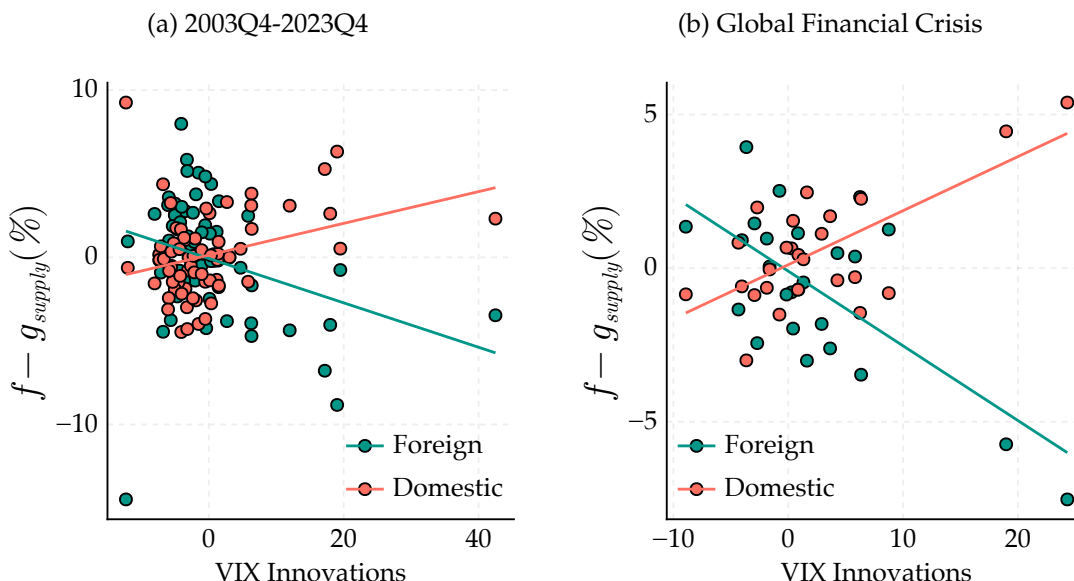 (a) 2003Q4-2023Q4
f − g_supply(%)
10
0
−10
Foreign
Domestic
0
20
40
VIX Innovations
(b) Global Financial Crisis
f − g_supply(%)
5
0
−5
Foreign
Domestic
−10
0
10
20
VIX Innovations